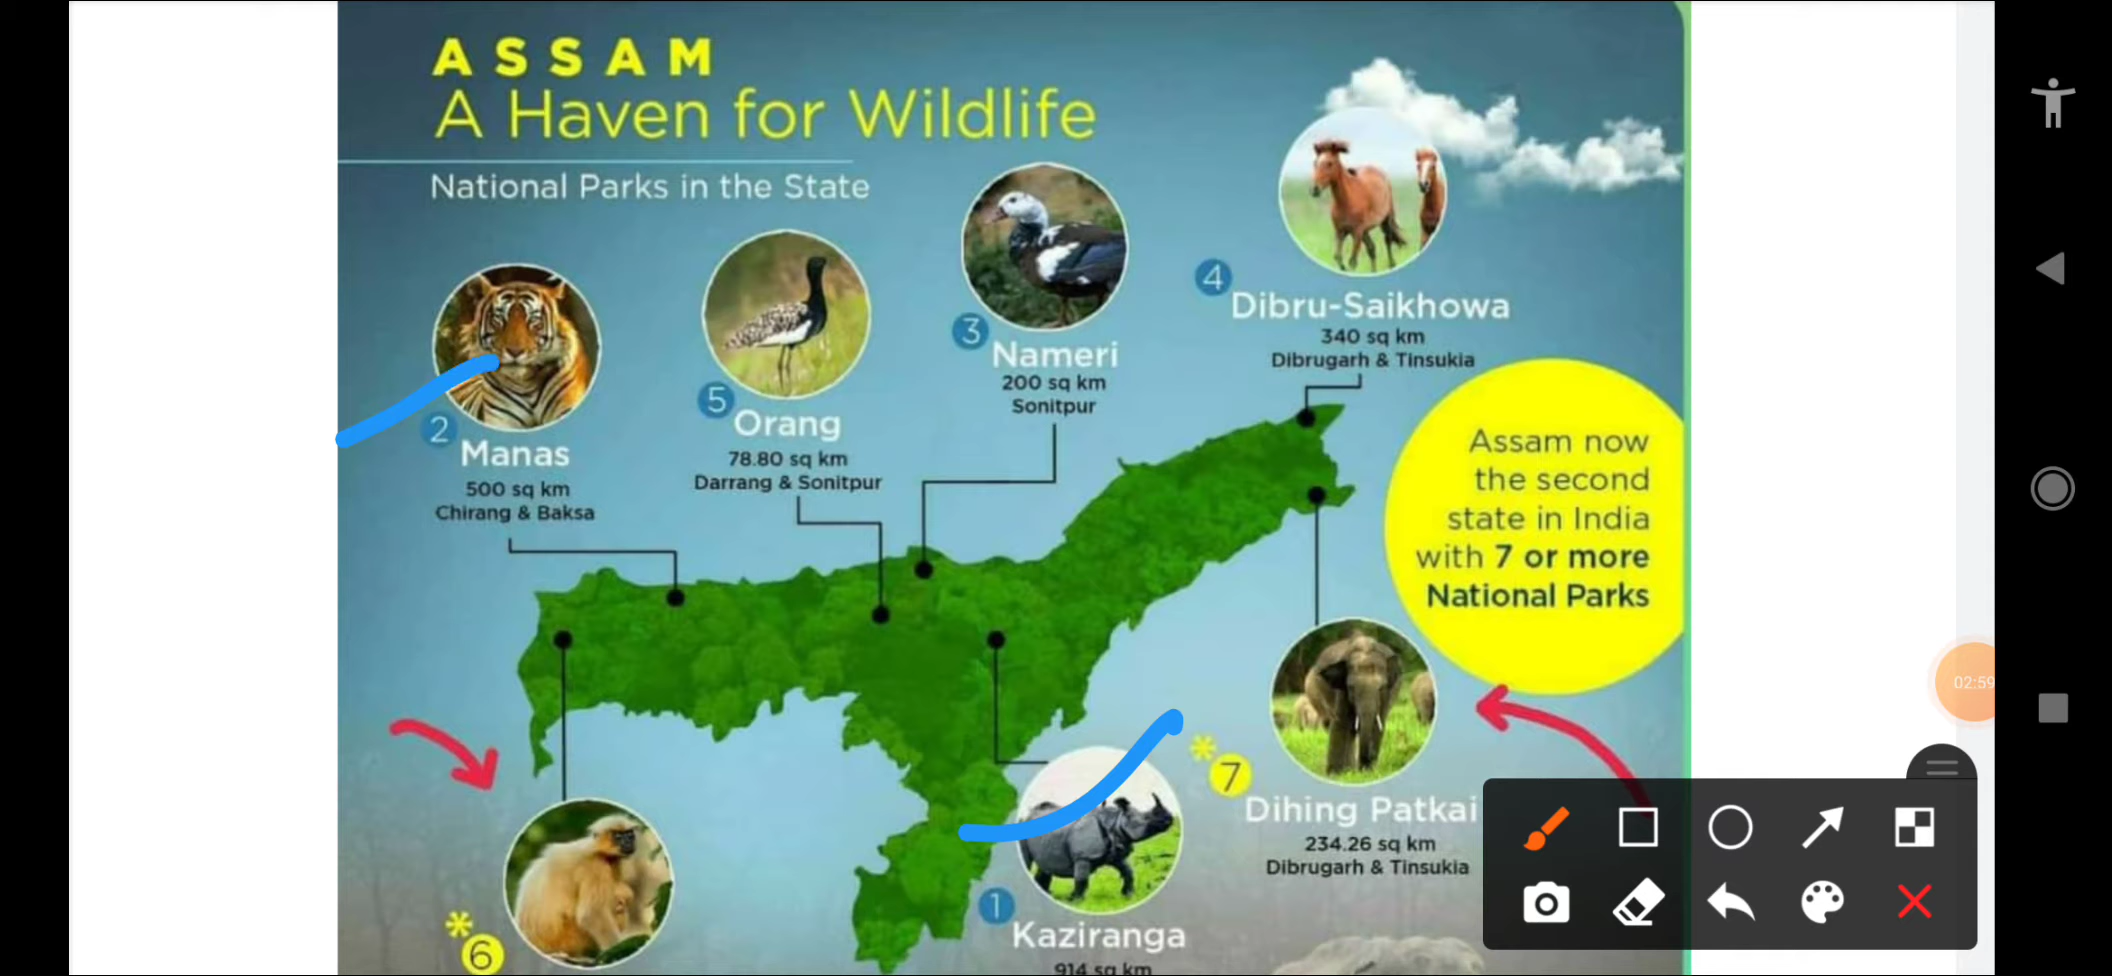 ASSAM
A Haven for Wildlife
National Parks in the State
2
Manas
500 sq km
Chirang & Baksa
5
Orang
78.80 sq km
Darrang & Sonitpur
3
Nameri
200 sq km
Sonitpur
4
Dibru-Saikhowa
340 sq km
Dibrugarh & Tinsukia
Assam now
the second
state in India
with 7 or more
National Parks
*
7
Dihing Patkai
234.26 sq km
Dibrugarh & Tinsukia
*
6
1
Kaziranga
914 sq km
02:59